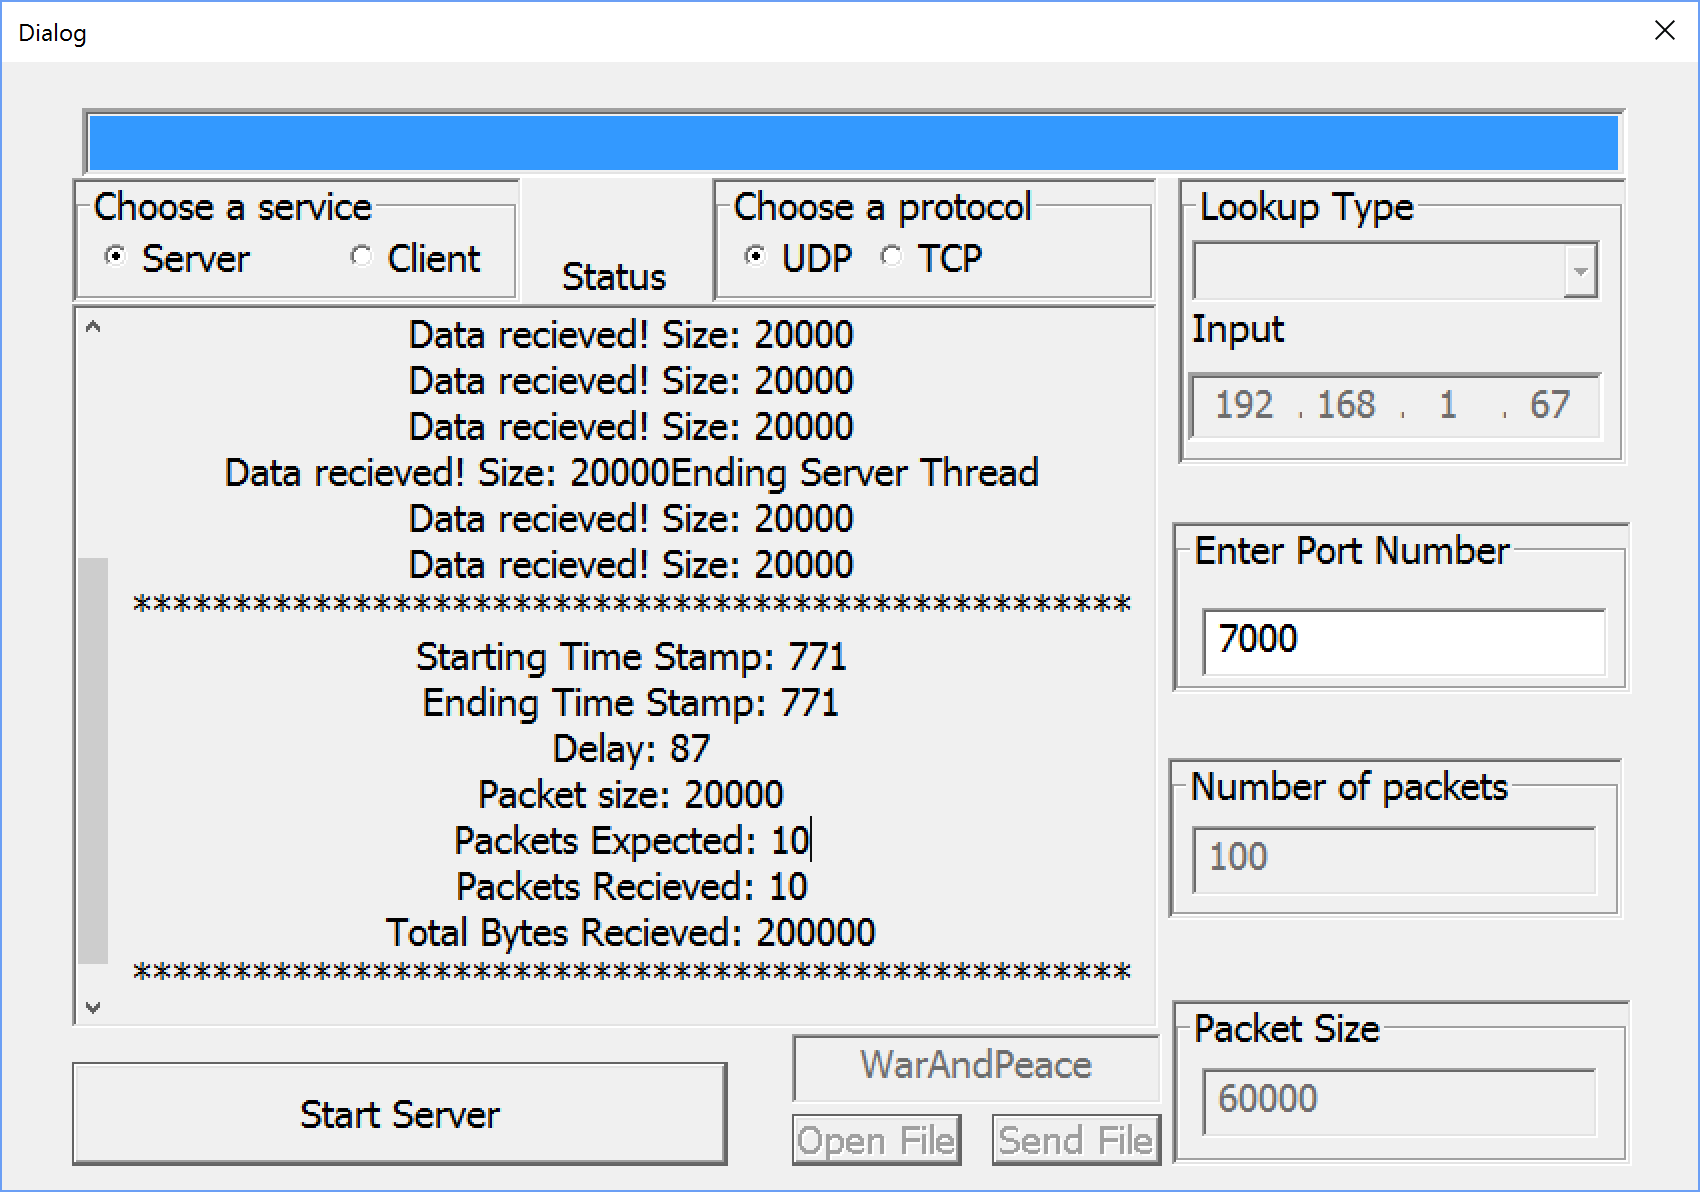 Dialog
Choose a service
Server Client
Status
Choose a protocol
UDP TCP
Lookup Type
Input
192 . 168 . 1 . 67
Data recieved! Size: 20000
Data recieved! Size: 20000
Data recieved! Size: 20000
Data recieved! Size: 20000Ending Server Thread
Data recieved! Size: 20000
Data recieved! Size: 20000
**************************************************
Starting Time Stamp: 771
Ending Time Stamp: 771
Delay: 87
Packet size: 20000
Packets Expected: 10
Packets Recieved: 10
Total Bytes Recieved: 200000
**************************************************
Enter Port Number
7000
Number of packets
100
Packet Size
60000
Start Server
WarAndPeace
Open File Send File